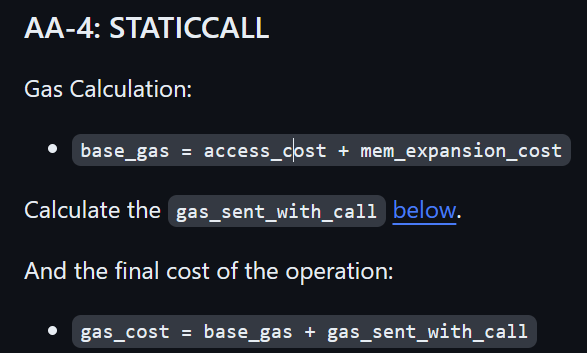 AA-4: STATICCALL
Gas Calculation:
• base_gas = access_cost + mem_expansion_cost
Calculate the gas_sent_with_call below.
And the final cost of the operation:
• gas_cost = base_gas + gas_sent_with_call